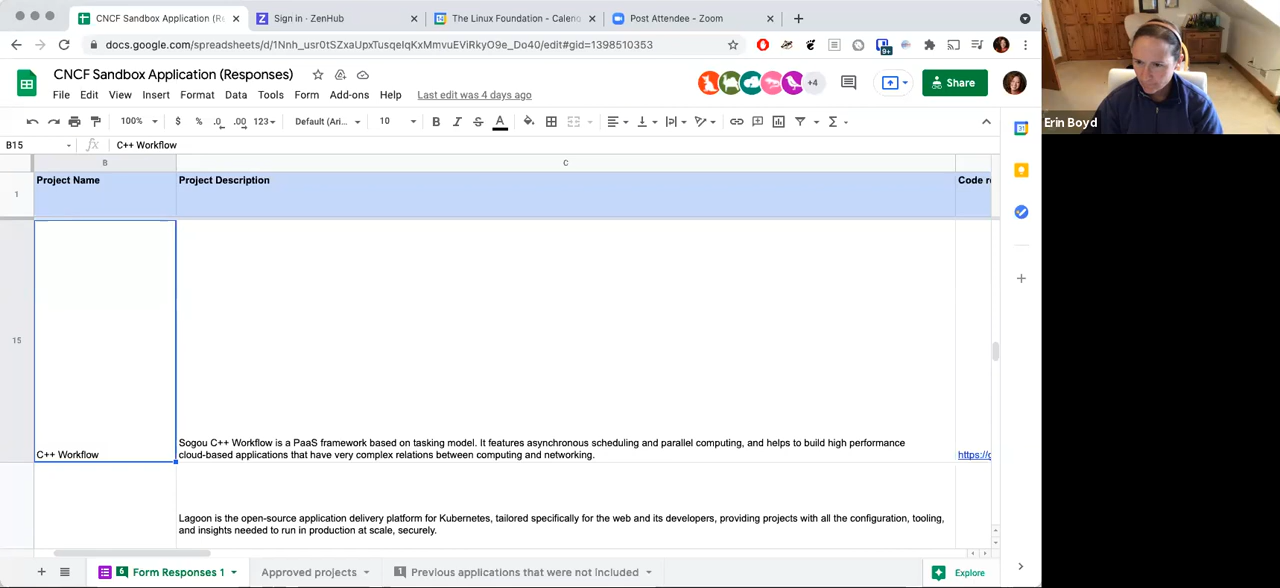 CNCF Sandbox Application (Re
Sign in · ZenHub
The Linux Foundation - Calend
Post Attendee - Zoom
docs.google.com/spreadsheets/d/1Nnh_usr0tSZxaUpxTusqeIqKxMmvuEViRkyO9e_Do40/edit#gid=1398510353
9+
CNCF Sandbox Application (Responses)
+4
Share
File Edit View Insert Format Data Tools Form Add-ons Help Last edit was 4 days ago
100% $ % .0 .00 123 Default (Ari... 10 B I S A
Erin Boyd
B15 fx C++ Workflow
B C
1 Project Name Project Description Code re
15
C++ Workflow
Sogou C++ Workflow is a PaaS framework based on tasking model. It features asynchronous scheduling and parallel computing, and helps to build high performance
cloud-based applications that have very complex relations between computing and networking.
https://g
Lagoon is the open-source application delivery platform for Kubernetes, tailored specifically for the web and its developers, providing projects with all the configuration, tooling,
and insights needed to run in production at scale, securely.
6 Form Responses 1 Approved projects 1 Previous applications that were not included Explore